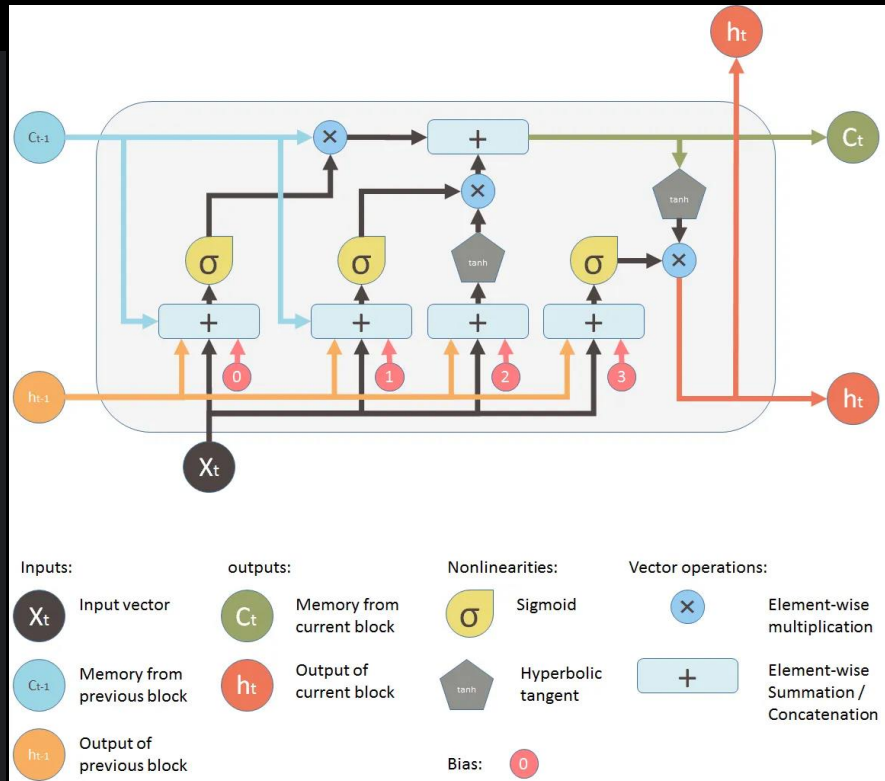 hₜ
Cₜ₋₁
×
+
Cₜ
tanh
×
σ
σ
tanh
σ
×
+
+
+
+
0
1
2
3
hₜ₋₁
hₜ
Xₜ
Inputs:
outputs:
Nonlinearities:
Vector operations:
Xₜ
Input vector
Cₜ
Memory from
current block
σ
Sigmoid
×
Element-wise
multiplication
Cₜ₋₁
Memory from
previous block
hₜ
Output of
current block
tanh
Hyperbolic
tangent
+
Element-wise
Summation /
Concatenation
hₜ₋₁
Output of
previous block
Bias:
0